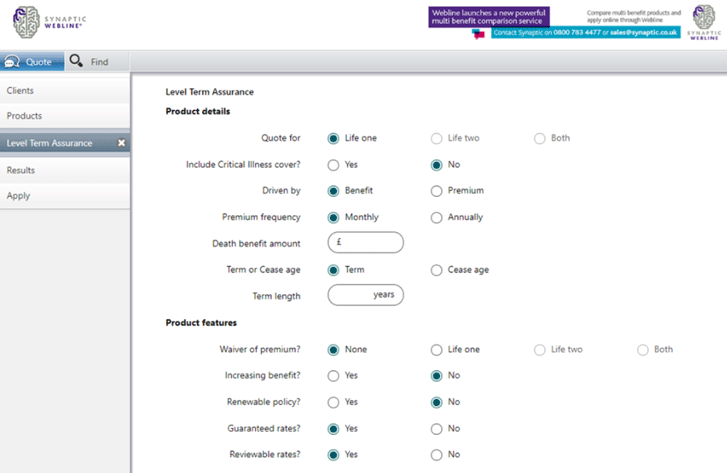 SYNAPTIC
WEBLINE®
Webline launches a new powerful
multi benefit comparison service
Compare multi benefit products and
apply online through Webline
Contact Synaptic on 0800 783 4477 or sales@synaptic.co.uk
SYNAPTIC
WEBLINE
Quote Find
Clients
Products
Level Term Assurance
Results
Apply
Level Term Assurance
Product details
Quote for Life one Life two Both
Include Critical Illness cover? Yes No
Driven by Benefit Premium
Premium frequency Monthly Annually
Death benefit amount £
Term or Cease age Term Cease age
Term length years
Product features
Waiver of premium? None Life one Life two Both
Increasing benefit? Yes No
Renewable policy? Yes No
Guaranteed rates? Yes No
Reviewable rates? Yes No